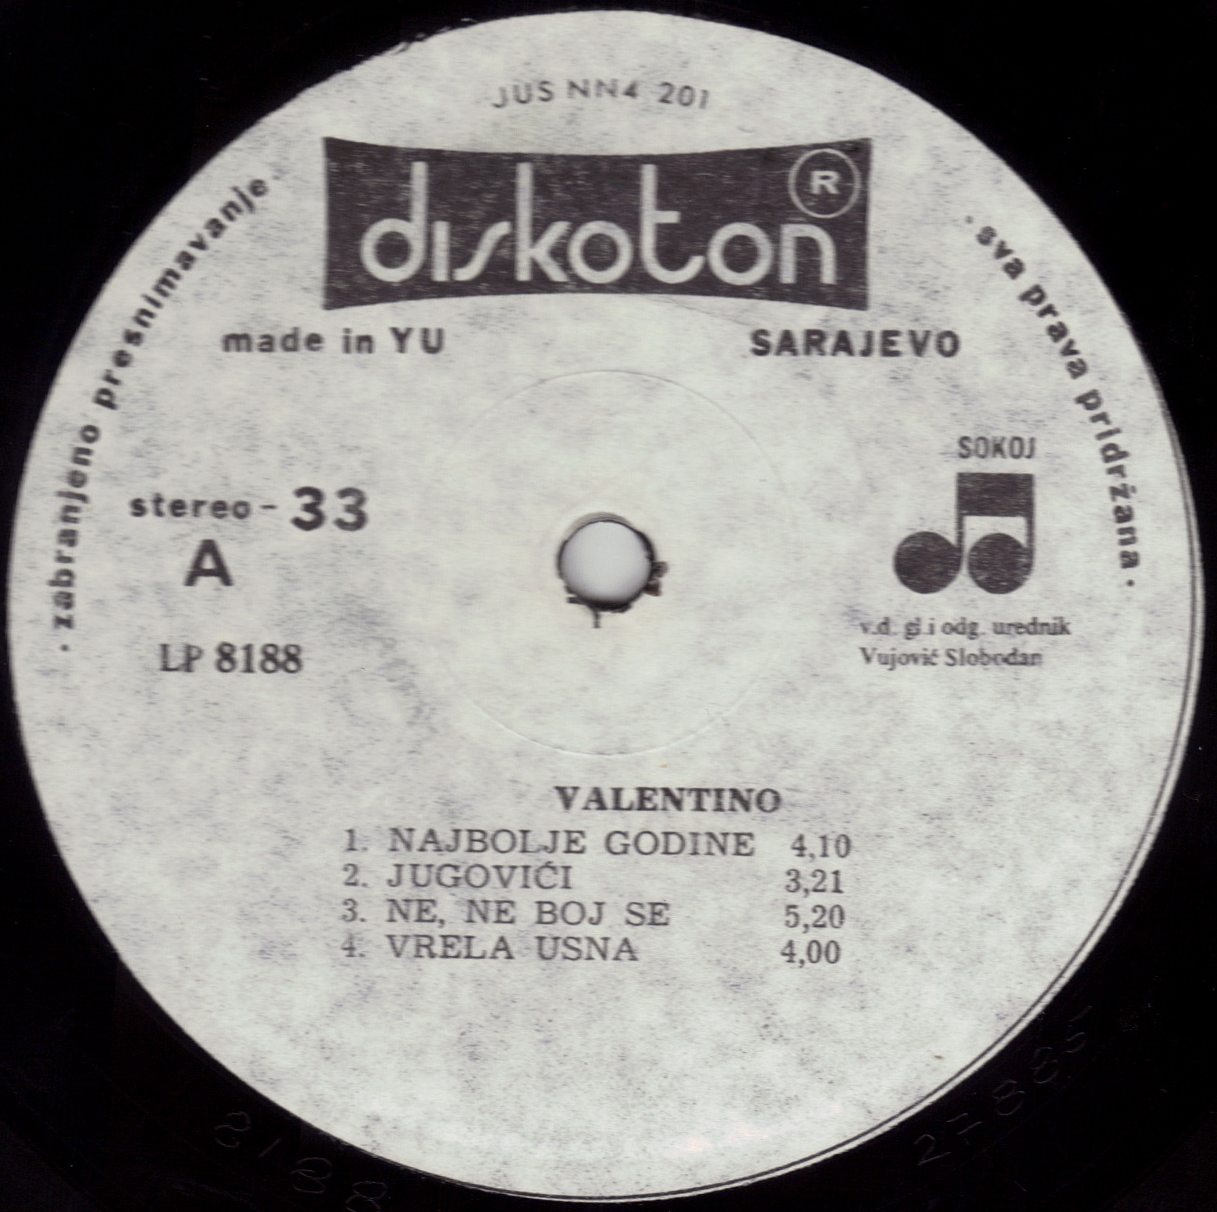 JUS NN4 201
diskoton R
· zabranjeno presnimavanje ·
· sva prava pridržana ·
made in YU
SARAJEVO
SOKOJ
stereo - 33
A
v.d. gl.i odg. urednik
Vujović Slobodan
LP 8188
VALENTINO
1. NAJBOLJE GODINE 4,10
2. JUGOVIĆI 3,21
3. NE, NE BOJ SE 5,20
4. VRELA USNA 4,00
8188
27885